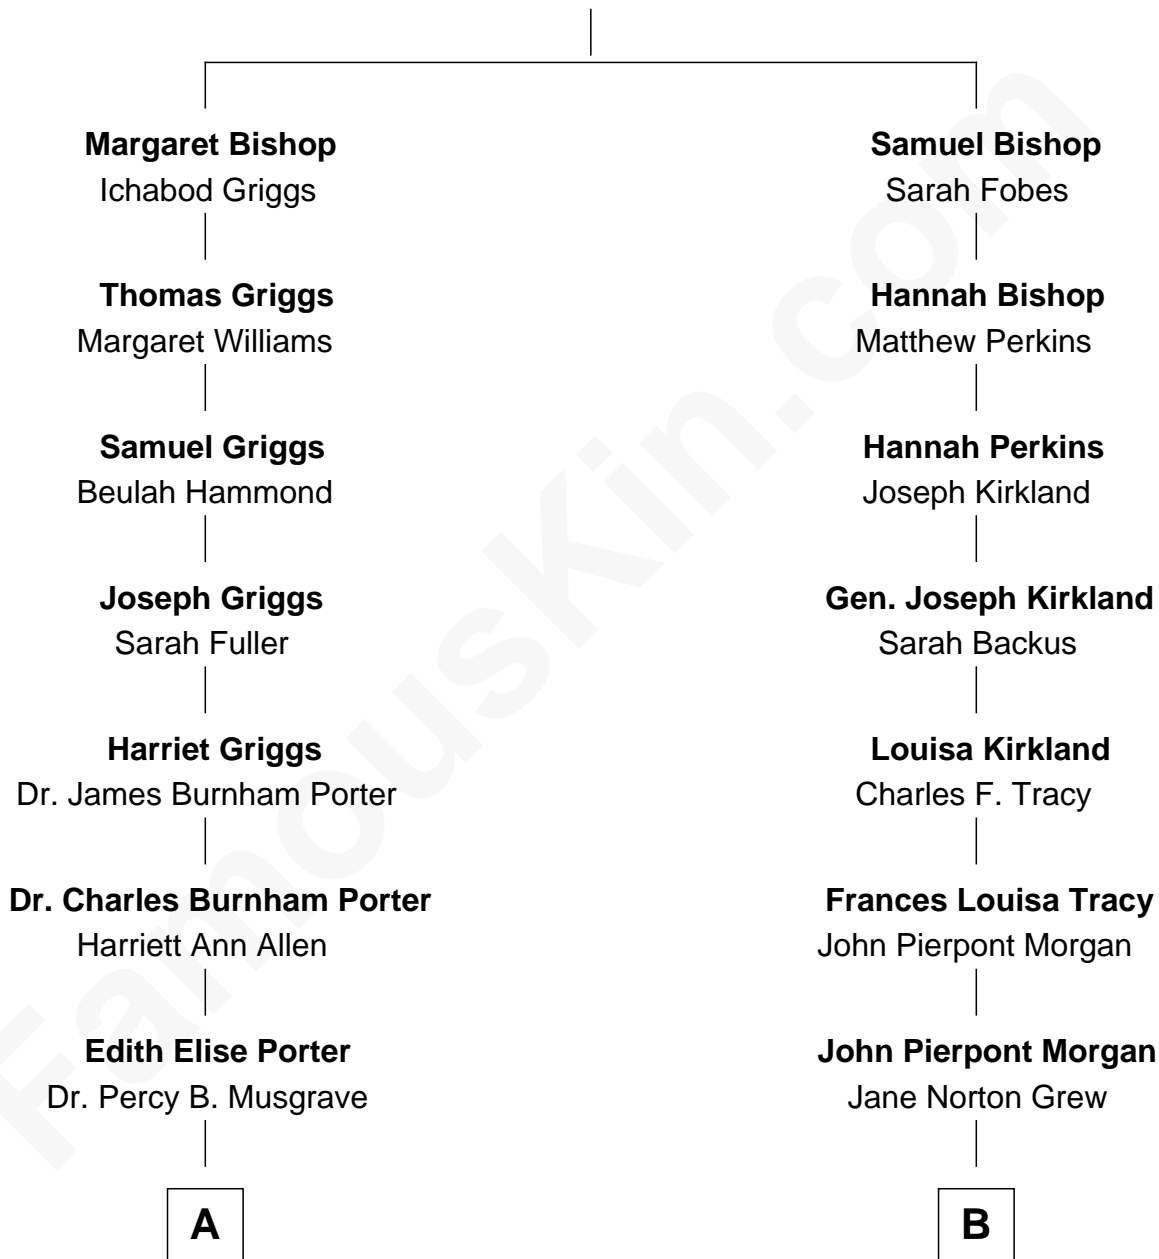 Margaret Bishop
Ichabod Griggs
Thomas Griggs
Margaret Williams
Samuel Griggs
Beulah Hammond
Joseph Griggs
Sarah Fuller
Harriet Griggs
Dr. James Burnham Porter
Dr. Charles Burnham Porter
Harriett Ann Allen
Edith Elise Porter
Dr. Percy B. Musgrave
A
Samuel Bishop
Sarah Fobes
Hannah Bishop
Matthew Perkins
Hannah Perkins
Joseph Kirkland
Gen. Joseph Kirkland
Sarah Backus
Louisa Kirkland
Charles F. Tracy
Frances Louisa Tracy
John Pierpont Morgan
John Pierpont Morgan
Jane Norton Grew
B
FamousKin.com